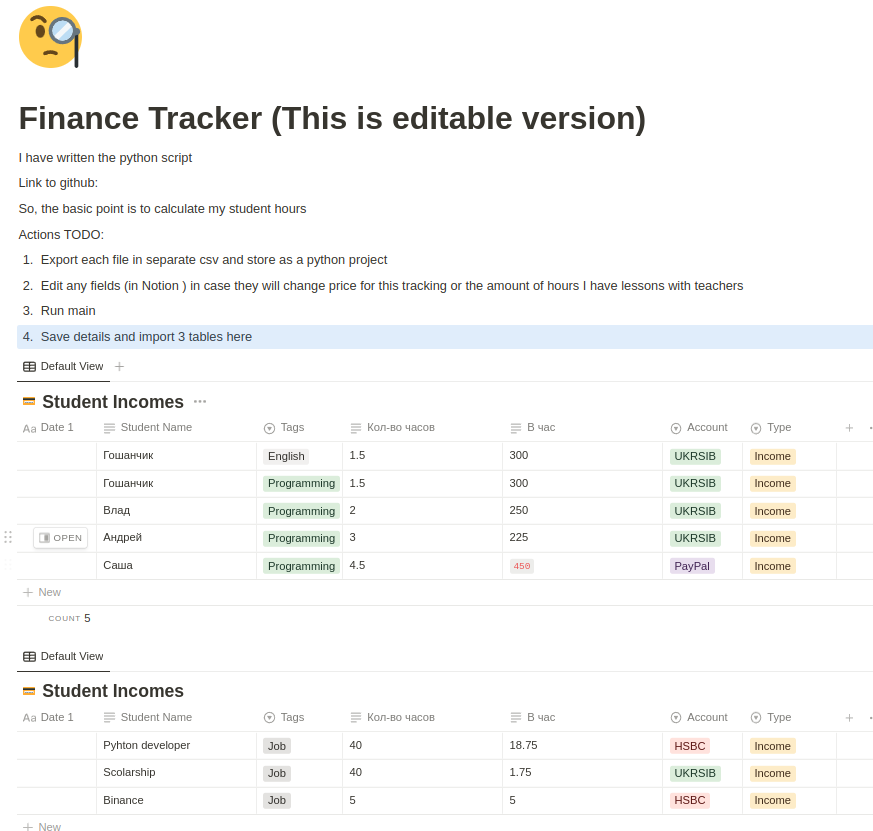 Finance Tracker (This is editable version)
I have written the python script
Link to github:
So, the basic point is to calculate my student hours
Actions TODO:
1. Export each file in separate csv and store as a python project
2. Edit any fields (in Notion ) in case they will change price for this tracking or the amount of hours I have lessons with teachers
3. Run main
4. Save details and import 3 tables here
Default View
Student Incomes
Aa Date 1 Student Name Tags Кол-во часов В час Account Type
Гошанчик English 1.5 300 UKRSIB Income
Гошанчик Programming 1.5 300 UKRSIB Income
Влад Programming 2 250 UKRSIB Income
OPEN Андрей Programming 3 225 UKRSIB Income
Саша Programming 4.5 450 PayPal Income
+ New
COUNT 5
Default View
Student Incomes
Aa Date 1 Student Name Tags Кол-во часов В час Account Type
Pyhton developer Job 40 18.75 HSBC Income
Scolarship Job 40 1.75 UKRSIB Income
Binance Job 5 5 HSBC Income
+ New